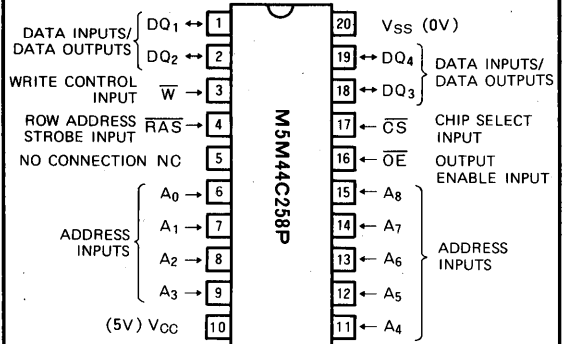 DATA INPUTS/
DATA OUTPUTS
DQ₁ ↔ 1
DQ₂ ↔ 2
WRITE CONTROL
INPUT
W̅ → 3
ROW ADDRESS
STROBE INPUT
R̅A̅S̅ → 4
NO CONNECTION NC 5
ADDRESS
INPUTS
A₀ → 6
A₁ → 7
A₂ → 8
A₃ → 9
(5V) VCC 10
M5M44C258P
20 VSS (0V)
19 ↔ DQ₄
18 ↔ DQ₃
DATA INPUTS/
DATA OUTPUTS
17 ← C̅S̅
CHIP SELECT
INPUT
16 ← O̅E̅
OUTPUT
ENABLE INPUT
15 ← A₈
14 ← A₇
13 ← A₆
12 ← A₅
11 ← A₄
ADDRESS
INPUTS